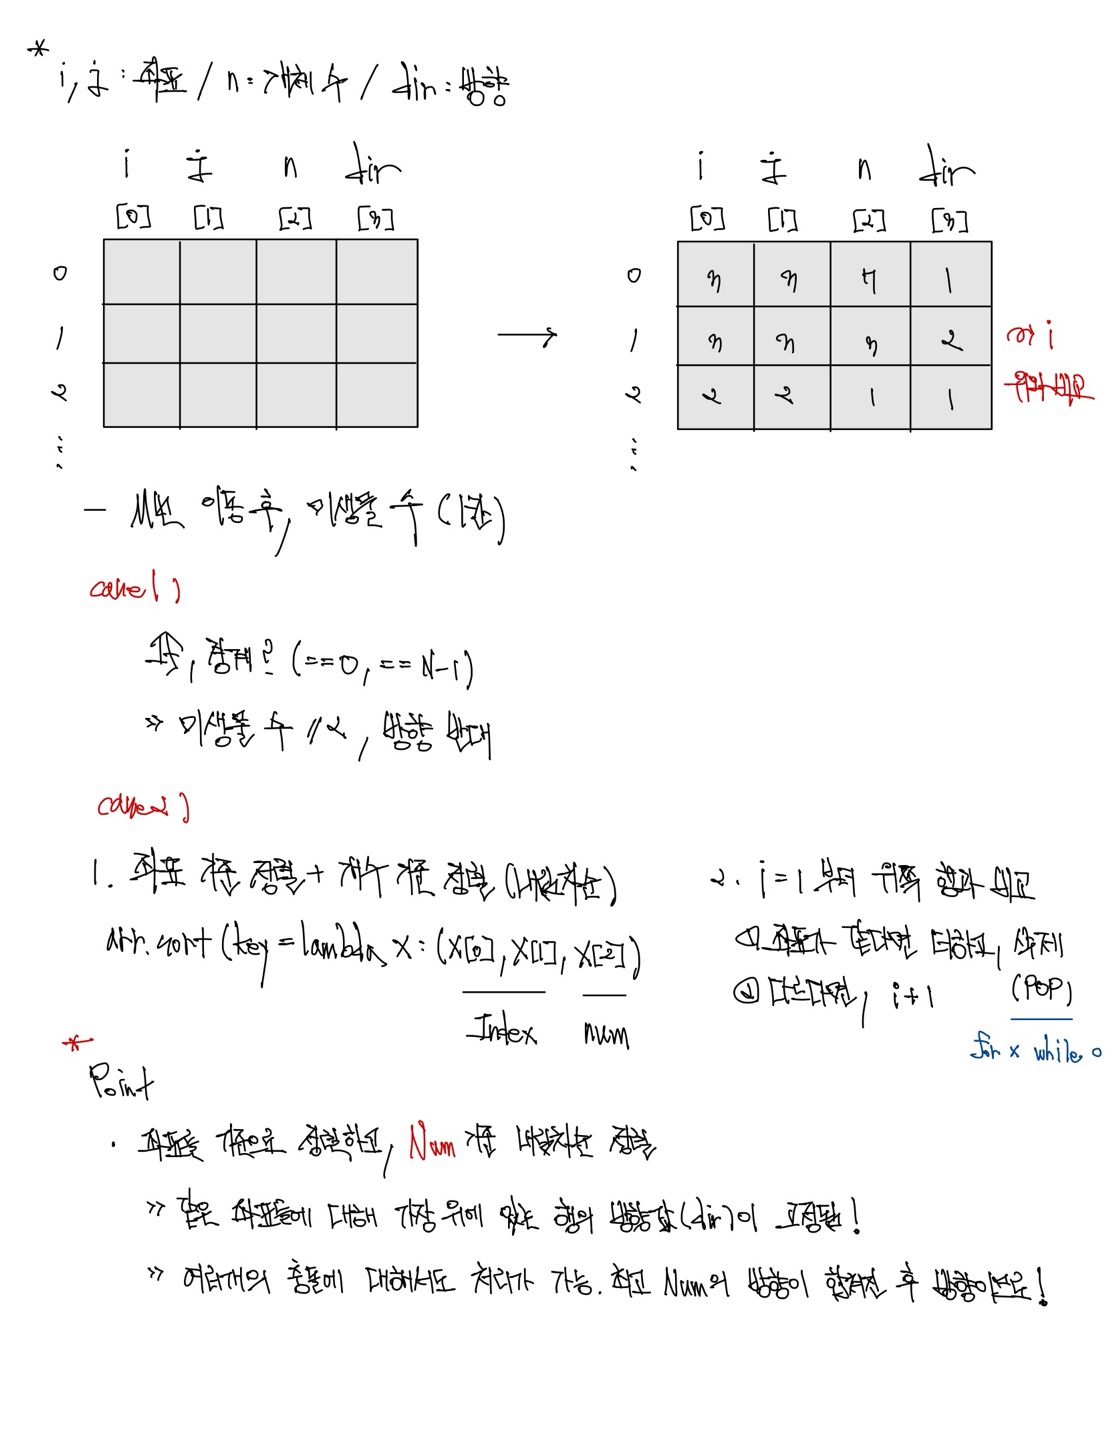 * i, j : 좌표 / n : 개체 수 / dir : 방향
i j n dir
[0] [1] [2] [3]
0
1
2
⋮
→
i j n dir
[0] [1] [2] [3]
0 3 3 7 1
1 3 3 3 2 → i
2 2 2 1 1 위와 비교
⋮
- M번 이동 후, 미생물 수 (1칸)
case1)
경계? (==0, == N-1)
>> 미생물 수 //2, 방향 반대
case2)
1. 좌표 기준 정렬 + 개수 기준 정렬 (내림차순)
arr.sort (key = lambda x : (x[0], x[1], x[2])
Index num
2. i=1 부터 위쪽 항과 비교
① 좌표가 같다면 더하고, 삭제
② 다르다면, i+1 (POP)
for x while o
* Point
· 좌표를 기준으로 정렬하고, Num 기준 내림차순 정렬
>> 같은 좌표들에 대해 가장 위에 있는 행의 방향값(dir)이 고정됨!
>> 여러개의 충돌에 대해서도 처리가 가능. 최고 Num의 방향이 합쳐진 후 방향이므로!